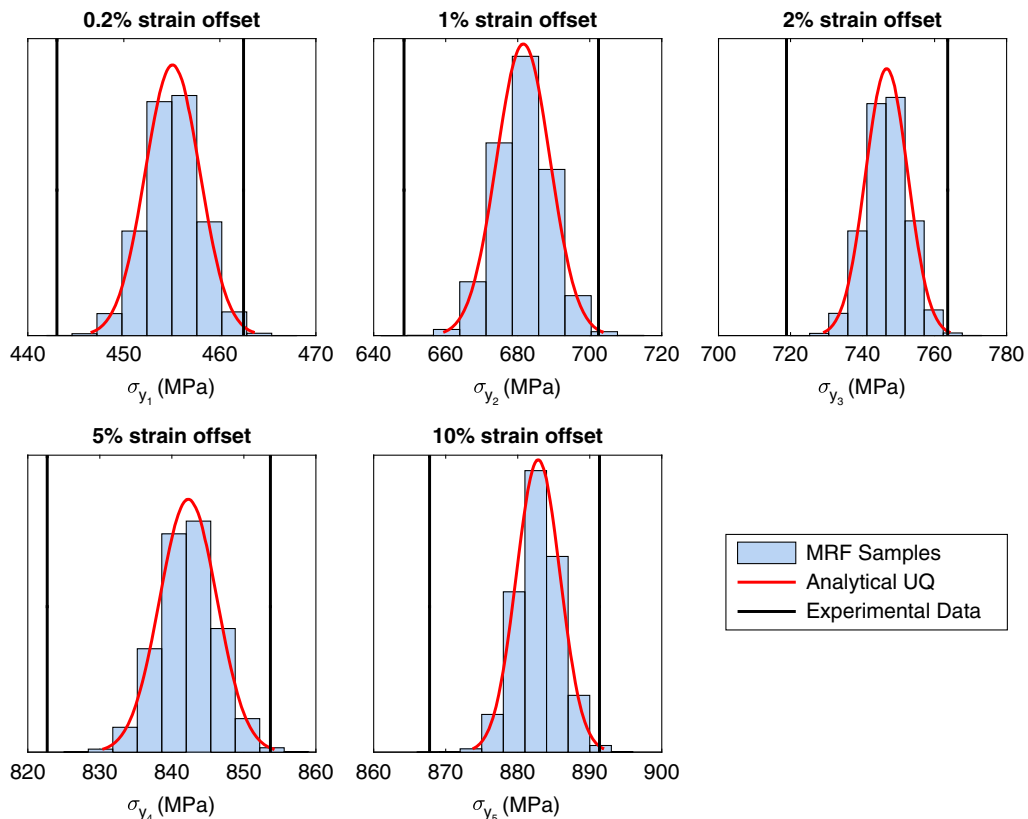 0.2% strain offset
1% strain offset
2% strain offset
440 450 460 470
640 660 680 700 720
700 720 740 760 780
σy₁ (MPa)
σy₂ (MPa)
σy₃ (MPa)
5% strain offset
10% strain offset
MRF Samples
Analytical UQ
Experimental Data
820 830 840 850 860
860 870 880 890 900
σy₄ (MPa)
σy₅ (MPa)